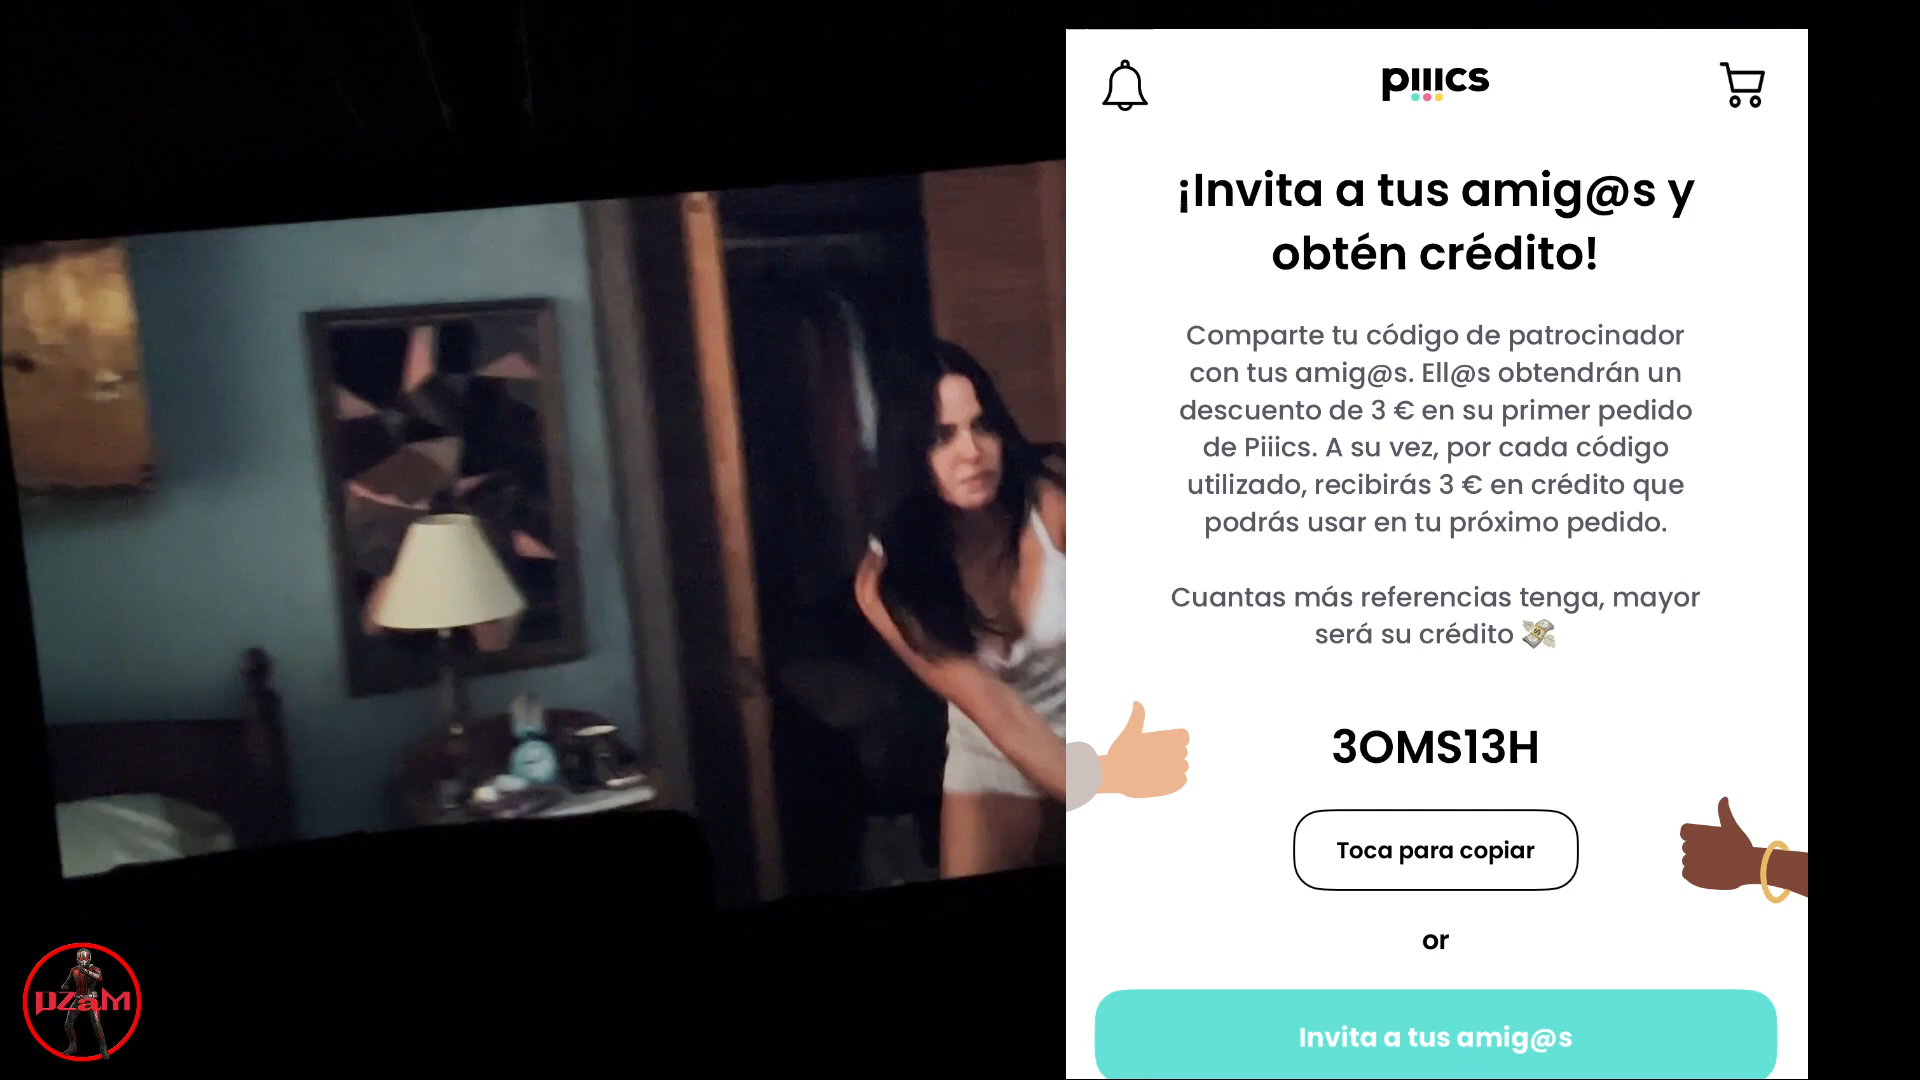 piiics
¡Invita a tus amig@s y
obtén crédito!
Comparte tu código de patrocinador
con tus amig@s. Ell@s obtendrán un
descuento de 3 € en su primer pedido
de Piiics. A su vez, por cada código
utilizado, recibirás 3 € en crédito que
podrás usar en tu próximo pedido.
Cuantas más referencias tenga, mayor
será su crédito 💸
3OMS13H
Toca para copiar
or
Invita a tus amig@s
pZaM